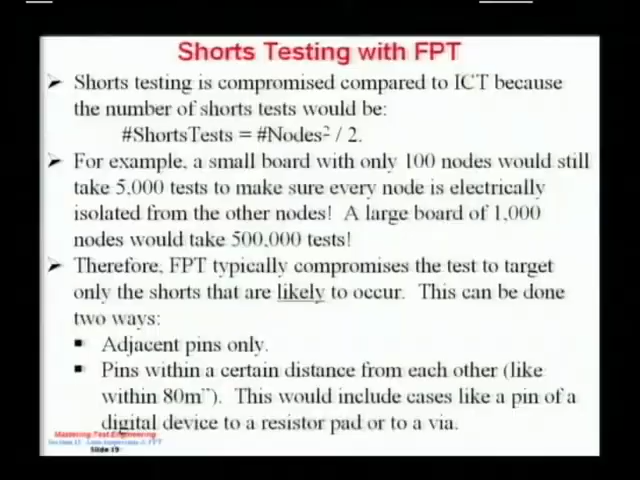 Shorts Testing with FPT
➢ Shorts testing is compromised compared to ICT because
the number of shorts tests would be:
#ShortsTests = #Nodes² / 2.
➢ For example, a small board with only 100 nodes would still
take 5,000 tests to make sure every node is electrically
isolated from the other nodes! A large board of 1,000
nodes would take 500,000 tests!
➢ Therefore, FPT typically compromises the test to target
only the shorts that are likely to occur. This can be done
two ways:
▪ Adjacent pins only.
▪ Pins within a certain distance from each other (like
within 80m"). This would include cases like a pin of a
digital device to a resistor pad or to a via.
Mastering Test Engineering
Slide 19